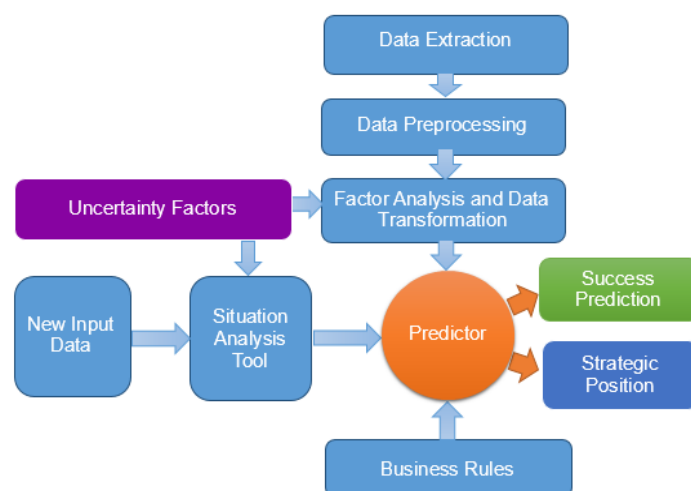 Data Extraction
Data Preprocessing
Uncertainty Factors
Factor Analysis and Data
Transformation
New Input
Data
Situation
Analysis
Tool
Predictor
Success
Prediction
Strategic
Position
Business Rules